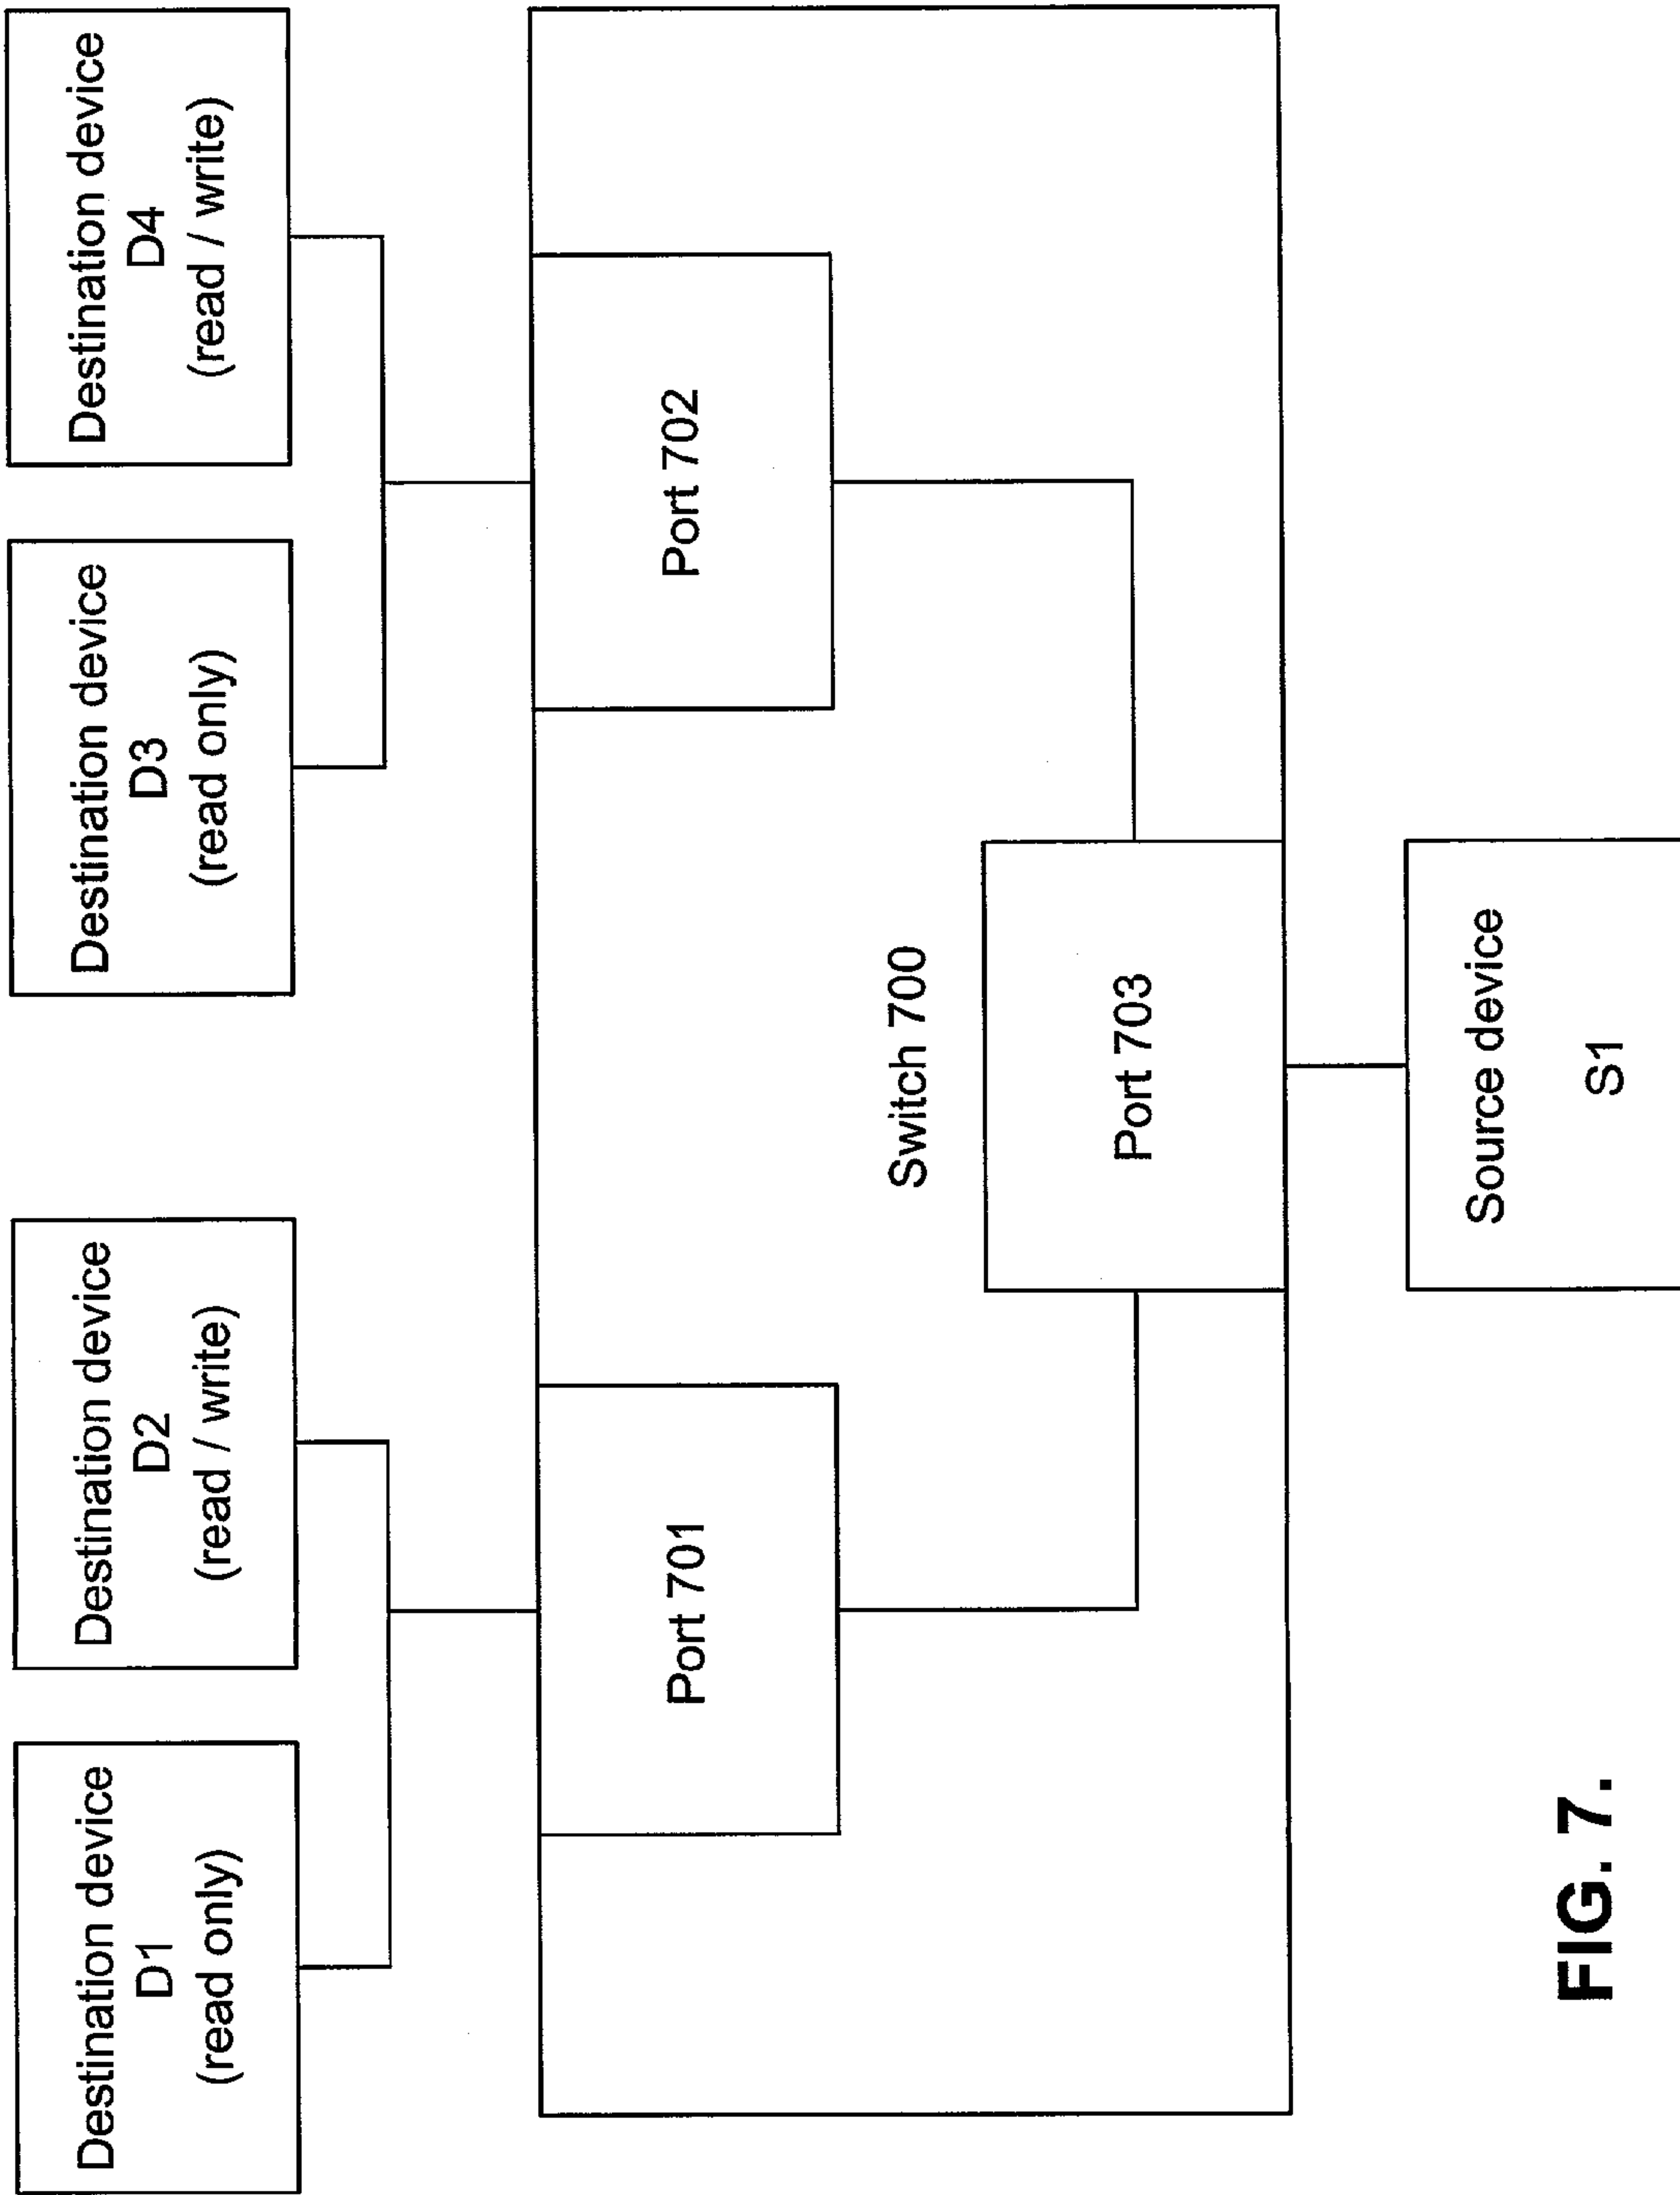 Destination device
D1
(read only)
Destination device
D2
(read / write)
Destination device
D3
(read only)
Destination device
D4
(read / write)
Port 701
Port 702
Switch 700
Port 703
Source device
S1
FIG. 7.